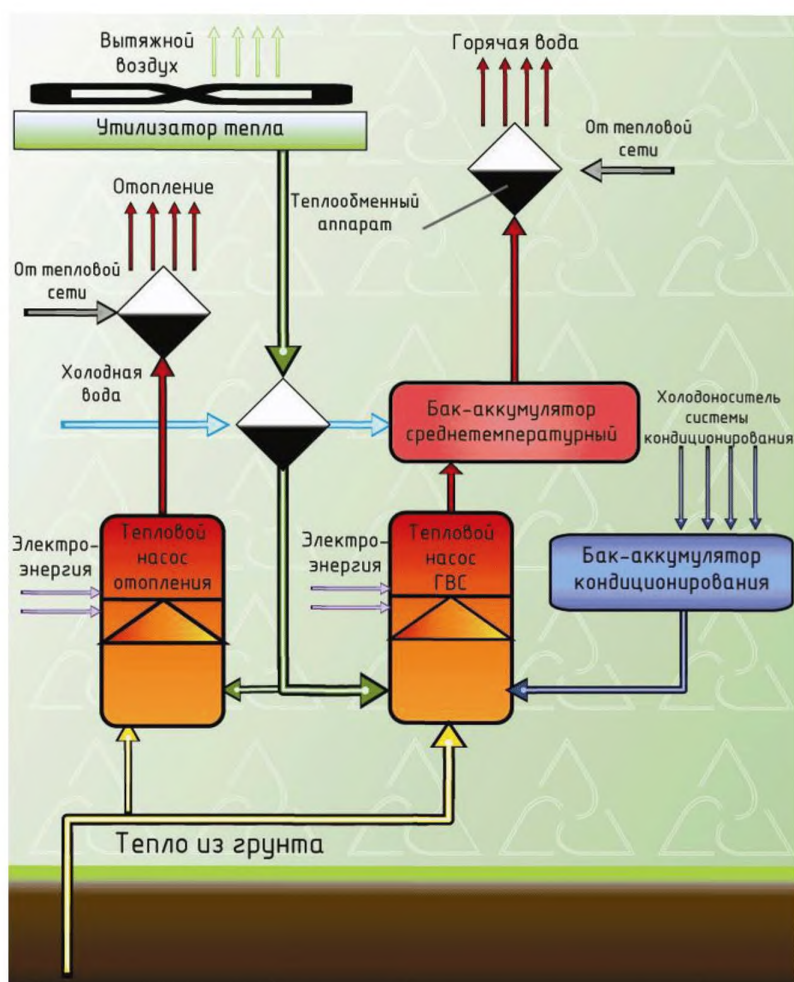 Вытяжной
воздух
Утилизатор тепла
Горячая вода
От тепловой
сети
Теплообменный
аппарат
Отопление
От тепловой
сети
Холодная
вода
Бак-аккумулятор
среднетемпературный
Холодоноситель
системы
кондиционирования
Электро-
энергия
Тепловой
насос
отопления
Электро-
энергия
Тепловой
насос
ГВС
Бак-аккумулятор
кондиционирования
Тепло из грунта